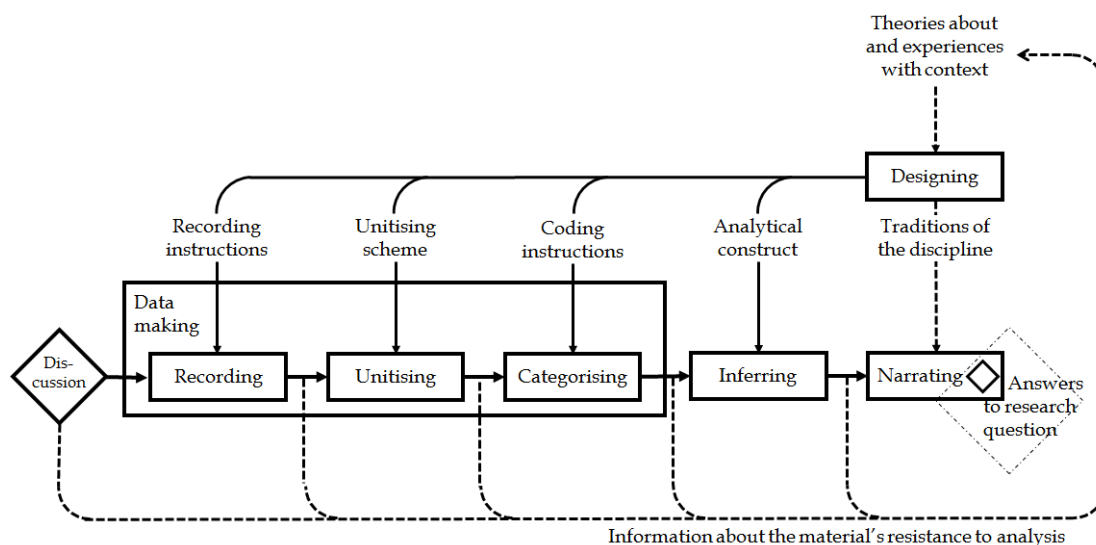 Theories about
and experiences
with context
Designing
Recording
instructions
Unitising
scheme
Coding
instructions
Analytical
construct
Traditions of
the discipline
Data
making
Dis-
cussion
Recording
Unitising
Categorising
Inferring
Narrating
Answers
to research
question
Information about the material's resistance to analysis